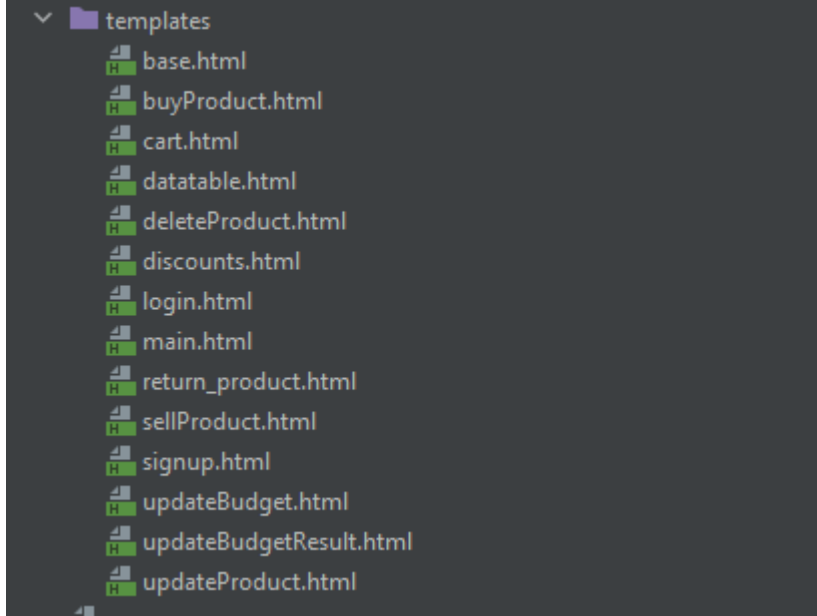 templates
H base.html
H buyProduct.html
H cart.html
H datatable.html
H deleteProduct.html
H discounts.html
H login.html
H main.html
H return_product.html
H sellProduct.html
H signup.html
H updateBudget.html
H updateBudgetResult.html
H updateProduct.html